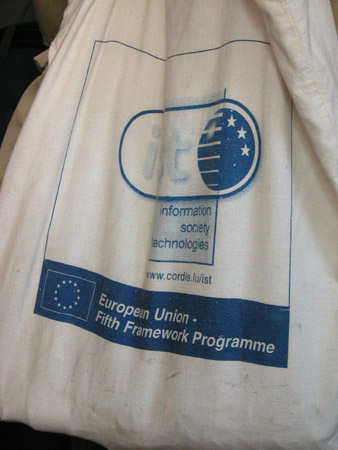 ist
information
society
technologies
www.cordis.lu/ist
European Union -
Fifth Framework Programme